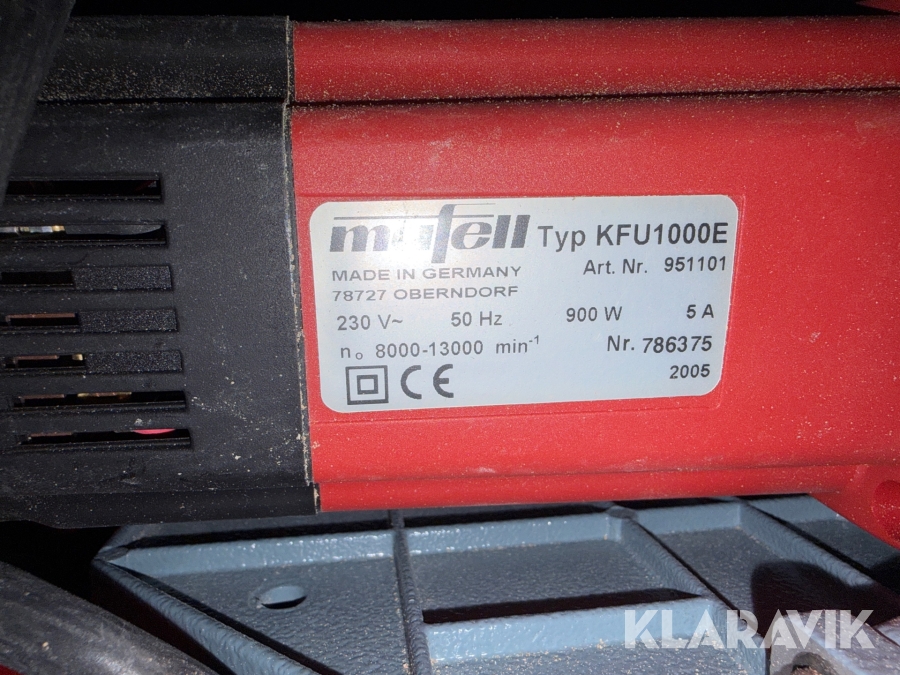 mafell Typ KFU1000E
MADE IN GERMANY Art. Nr. 951101
78727 OBERNDORF
230 V~ 50 Hz 900 W 5 A
n₀ 8000-13000 min⁻¹ Nr. 786375
CE 2005
KLARAVIK